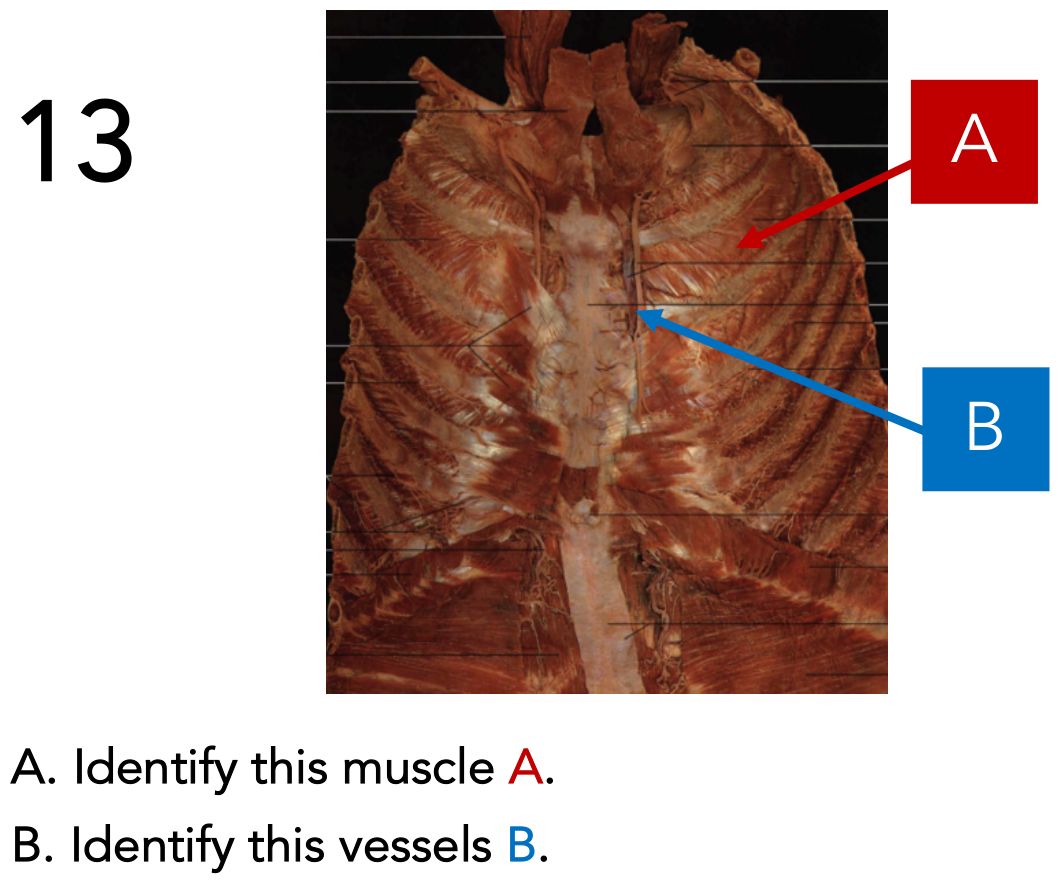 13
A
B
A. Identify this muscle A.
B. Identify this vessels B.